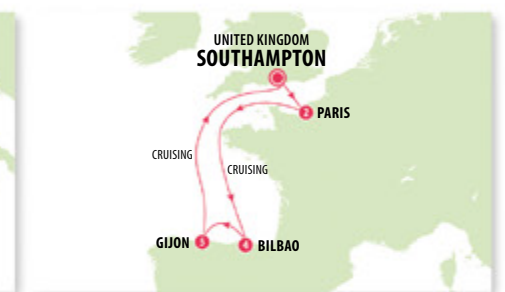 UNITED KINGDOM
SOUTHAMPTON
2 PARIS
CRUISING
CRUISING
GIJON 5
4 BILBAO